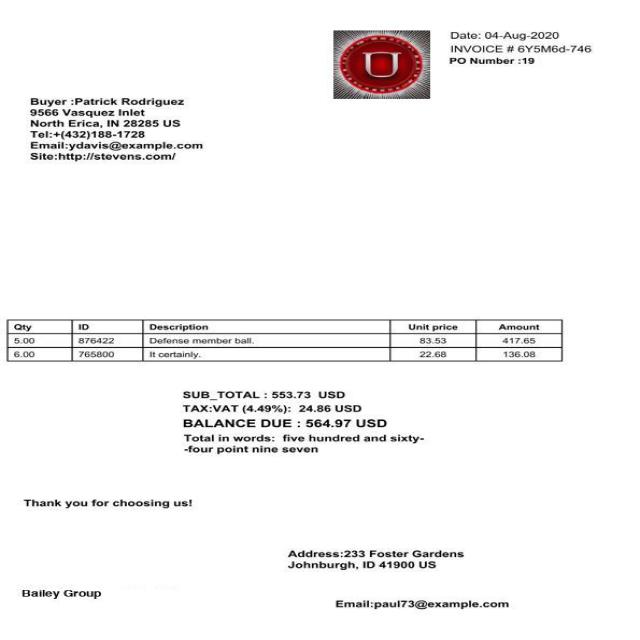 Date: 04-Aug-2020
INVOICE # 6Y5M6d-746
PO Number :19
U
Buyer :Patrick Rodriguez
9566 Vasquez Inlet
North Erica, IN 28285 US
Tel:+(432)188-1728
Email:ydavis@example.com
Site:http://stevens.com/
Qty ID Description Unit price Amount
5.00 876422 Defense member ball. 83.53 417.65
6.00 765800 It certainly. 22.68 136.08
SUB_TOTAL : 553.73 USD
TAX:VAT (4.49%): 24.86 USD
BALANCE DUE : 564.97 USD
Total in words: five hundred and sixty-
-four point nine seven
Thank you for choosing us!
Address:233 Foster Gardens
Johnburgh, ID 41900 US
Bailey Group
Email:paul73@example.com